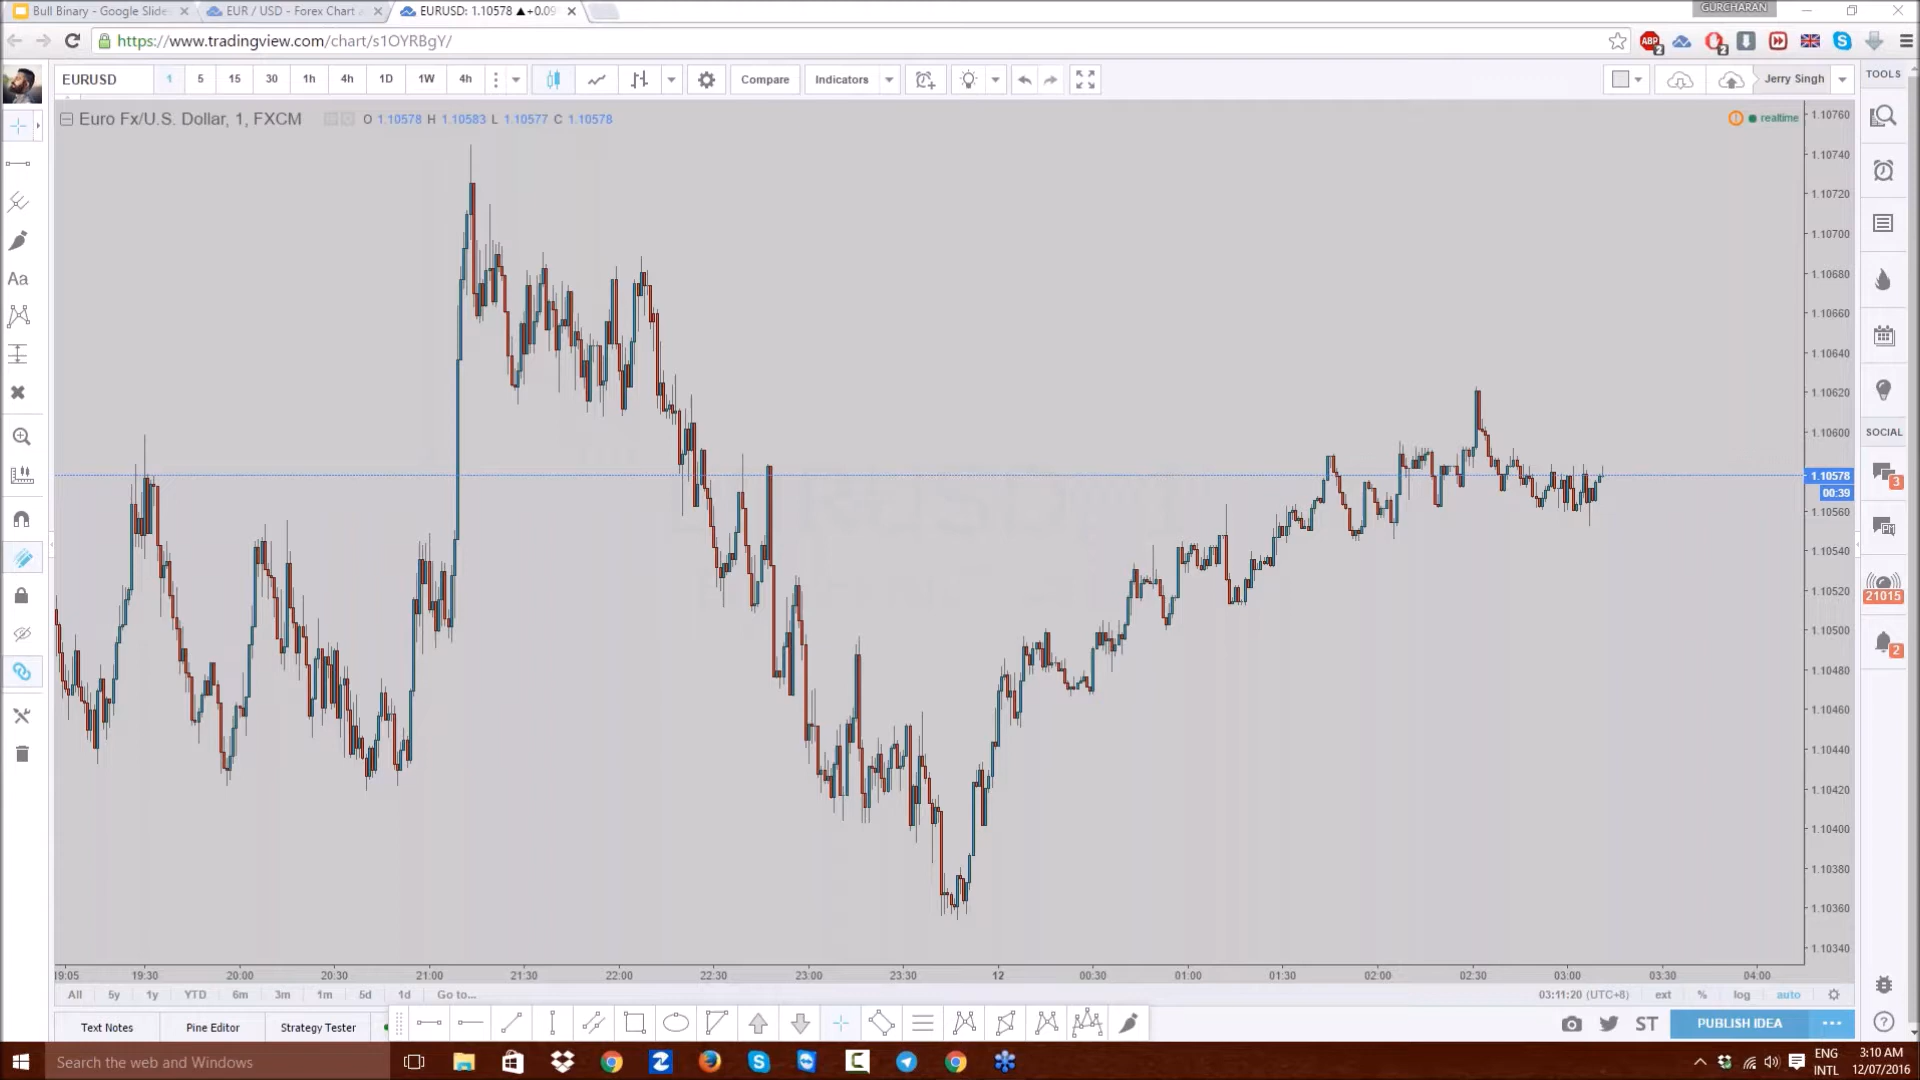 Bull Binary - Google Slides
EUR / USD - Forex Chart
EURUSD: 1.10578 ▲+0.09
GURCHARAN
https://www.tradingview.com/chart/s1OYRBgY/
EURUSD 1 5 15 30 1h 4h 1D 1W 4h Compare Indicators Jerry Singh TOOLS
Euro Fx/U.S. Dollar, 1, FXCM O 1.10578 H 1.10583 L 1.10577 C 1.10578
realtime
Aa
1.10760
1.10740
1.10720
1.10700
1.10680
1.10660
1.10640
1.10620
1.10600
1.10578
00:39
1.10560
1.10540
1.10520
1.10500
1.10480
1.10460
1.10440
1.10420
1.10400
1.10380
1.10360
1.10340
SOCIAL
3
21015
2
19:05 19:30 20:00 20:30 21:00 21:30 22:00 22:30 23:00 23:30 12 00:30 01:00 01:30 02:00 02:30 03:00 03:30 04:00
All 5y 1y YTD 6m 3m 1m 5d 1d Go to... 03:11:20 (UTC+8) ext % log auto
Text Notes Pine Editor Strategy Tester ST PUBLISH IDEA
Search the web and Windows
ENG
INTL
3:10 AM
12/07/2016